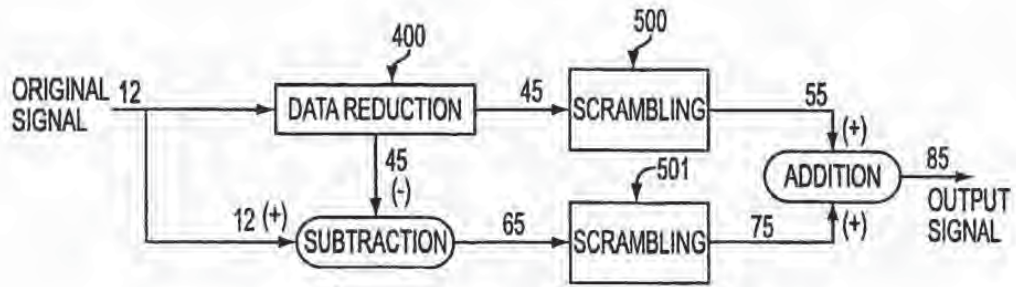 400
500
ORIGINAL SIGNAL
12
DATA REDUCTION
45
SCRAMBLING
55
(+)
45
(-)
501
ADDITION
85
OUTPUT SIGNAL
12 (+)
SUBTRACTION
65
SCRAMBLING
75
(+)